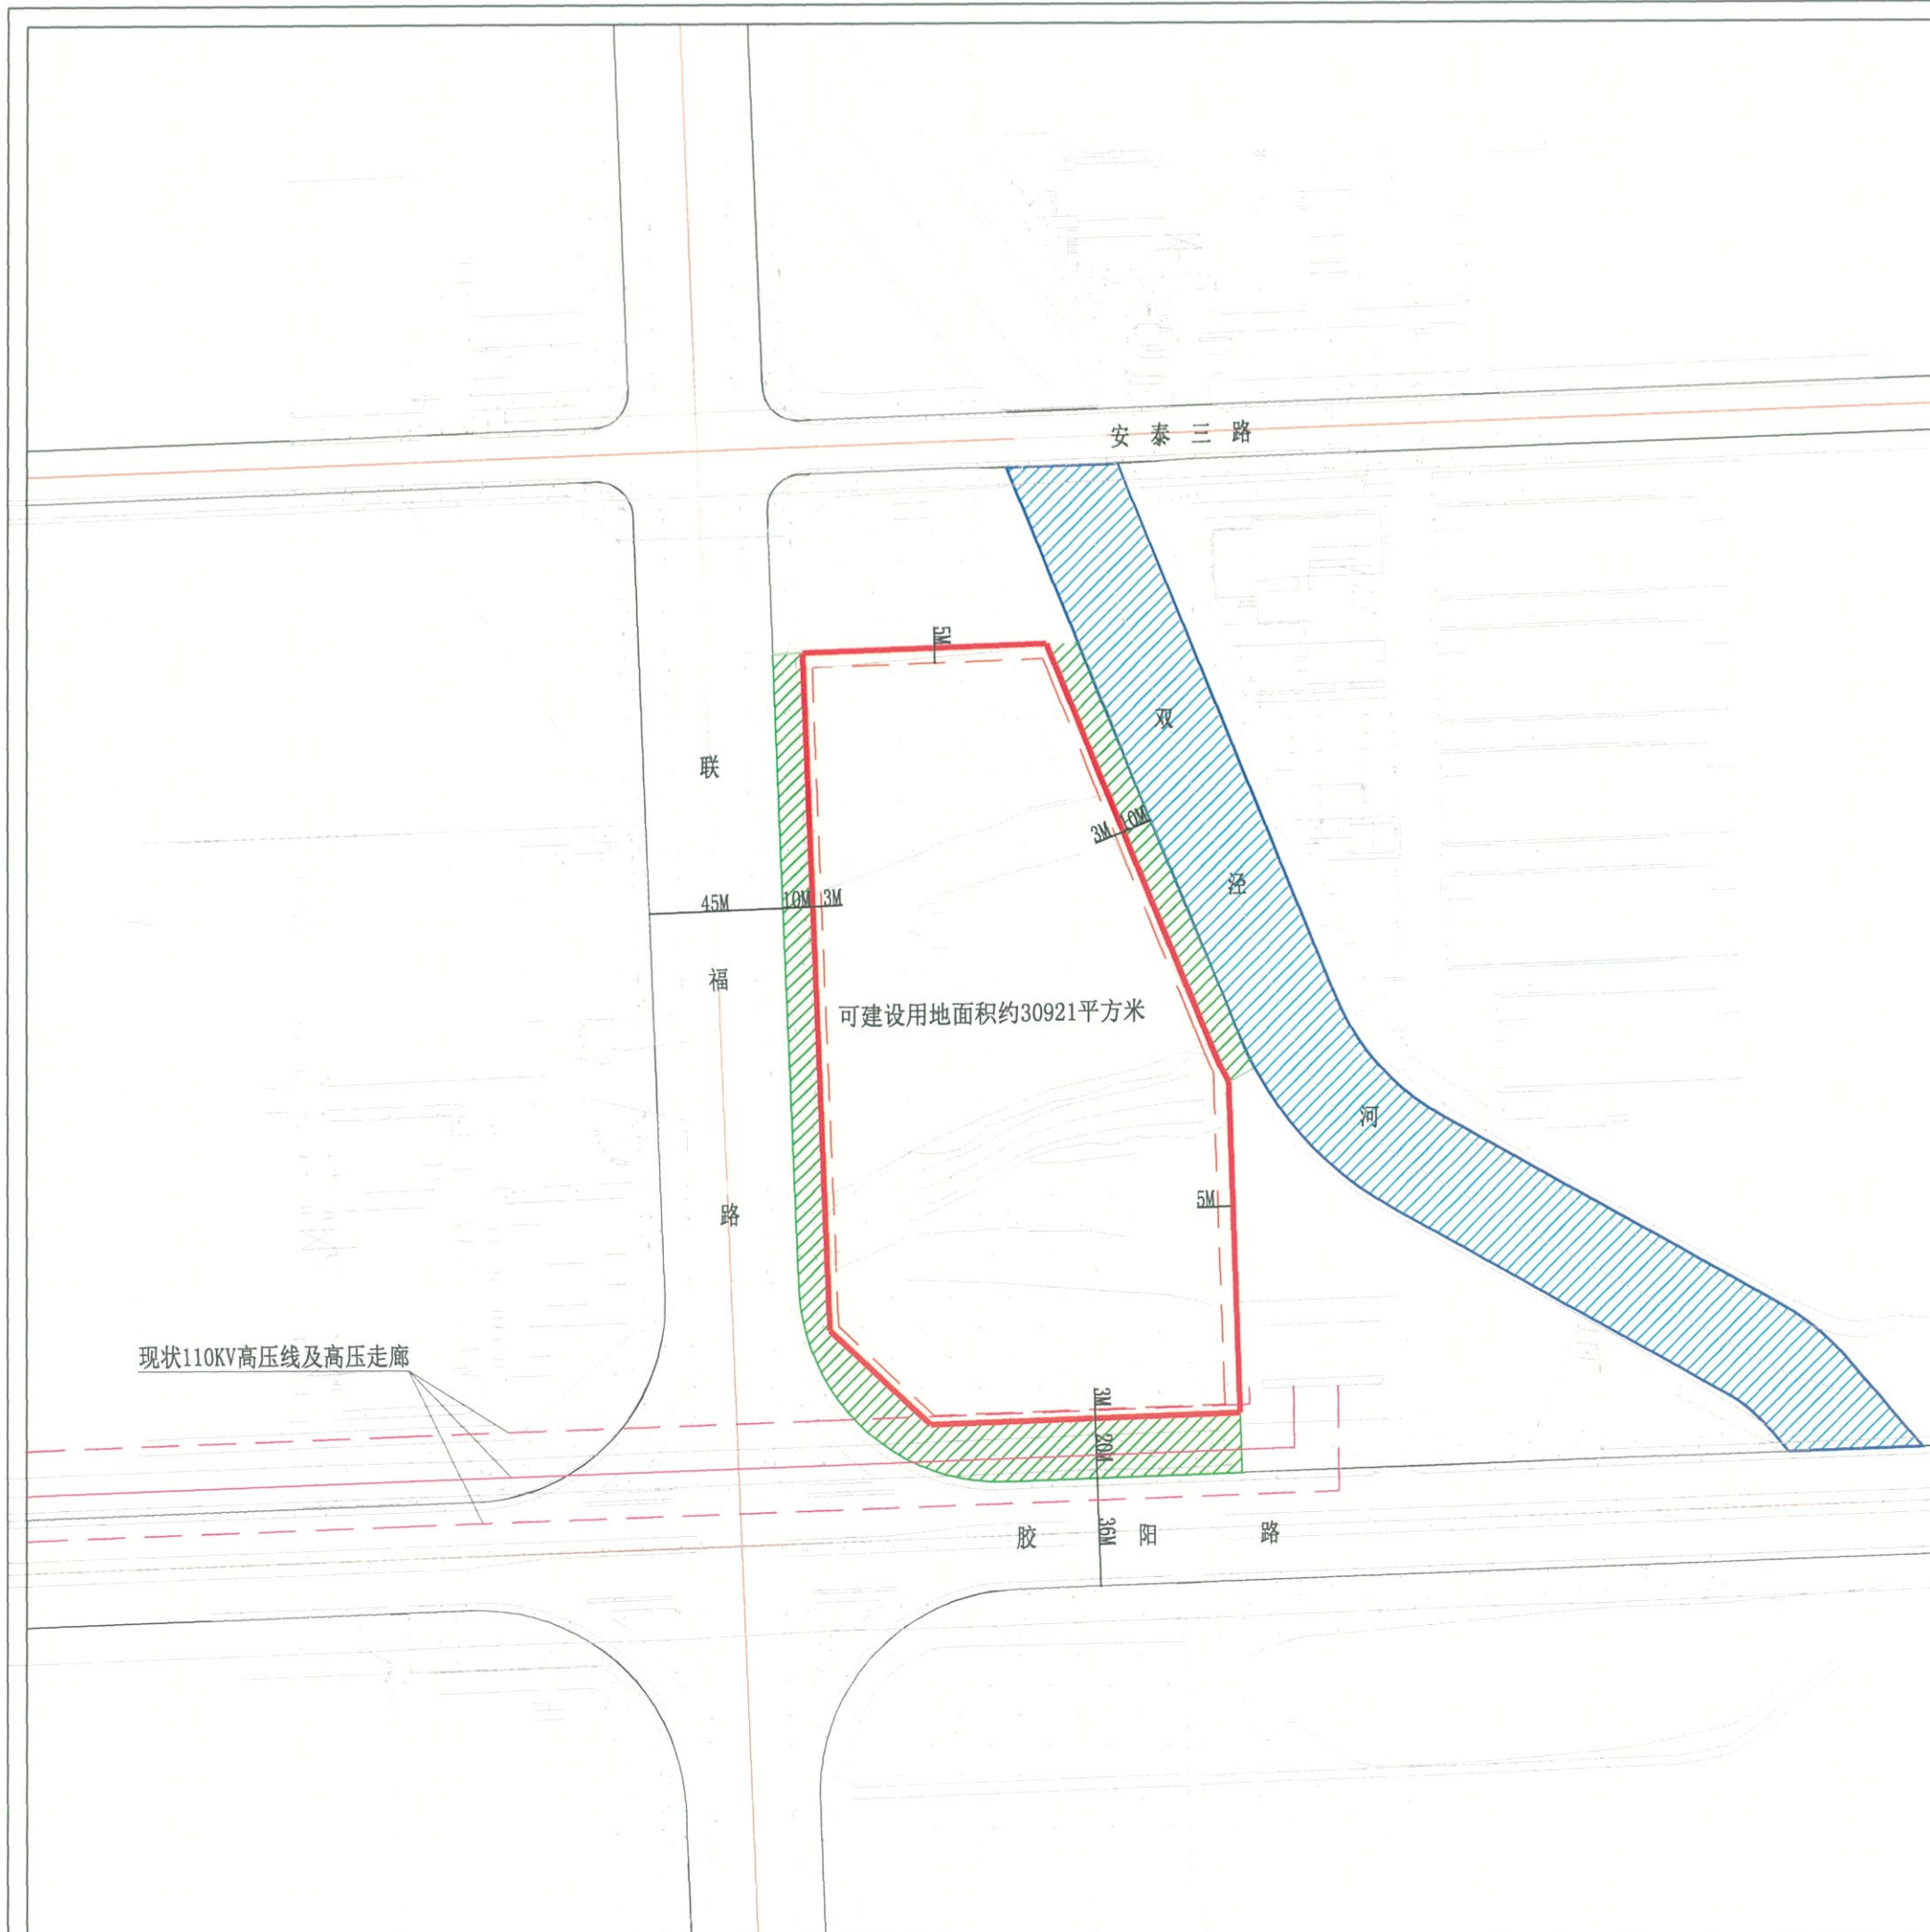 安泰三路
5M
双泾河
3M 10M
联福路
45M 10M 3M
可建设用地面积约30921平方米
5M
现状110KV高压线及高压走廊
3M
20M
36M
胶阳路